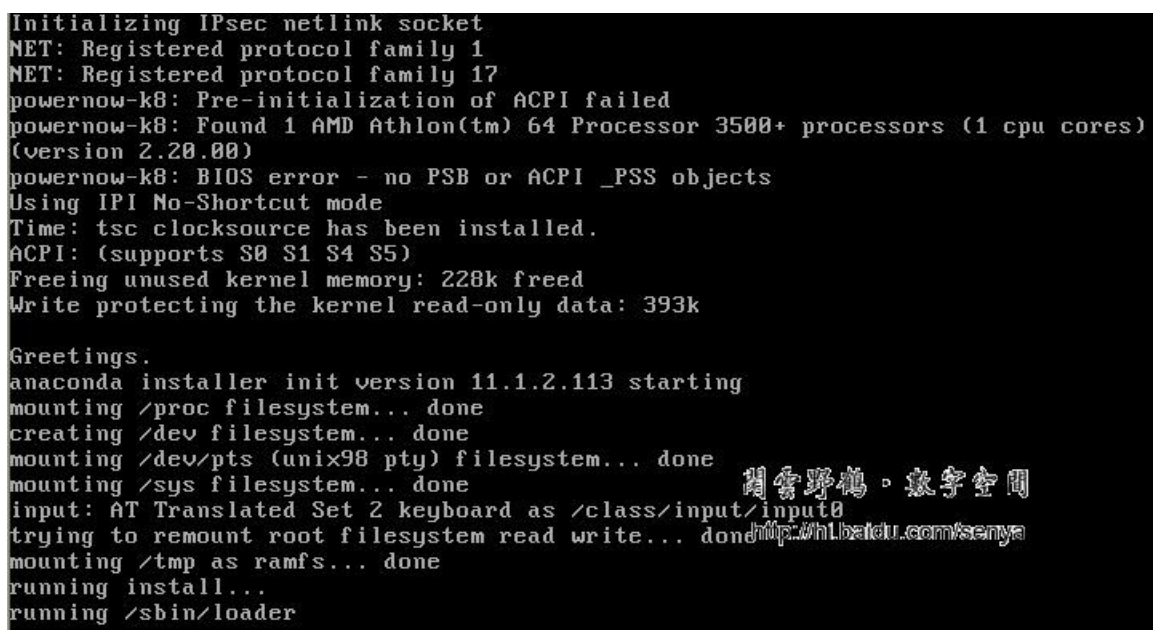 Initializing IPsec netlink socket
NET: Registered protocol family 1
NET: Registered protocol family 17
powernow-k8: Pre-initialization of ACPI failed
powernow-k8: Found 1 AMD Athlon(tm) 64 Processor 3500+ processors (1 cpu cores)
(version 2.20.00)
powernow-k8: BIOS error - no PSB or ACPI _PSS objects
Using IPI No-Shortcut mode
Time: tsc clocksource has been installed.
ACPI: (supports S0 S1 S4 S5)
Freeing unused kernel memory: 228k freed
Write protecting the kernel read-only data: 393k
Greetings.
anaconda installer init version 11.1.2.113 starting
mounting /proc filesystem... done
creating /dev filesystem... done
mounting /dev/pts (unix98 pty) filesystem... done
mounting /sys filesystem... done
閒雲野鶴·數字空間
input: AT Translated Set 2 keyboard as /class/input/input0
trying to remount root filesystem read write... done
http://hi.baidu.com/senya
mounting /tmp as ramfs... done
running install...
running /sbin/loader